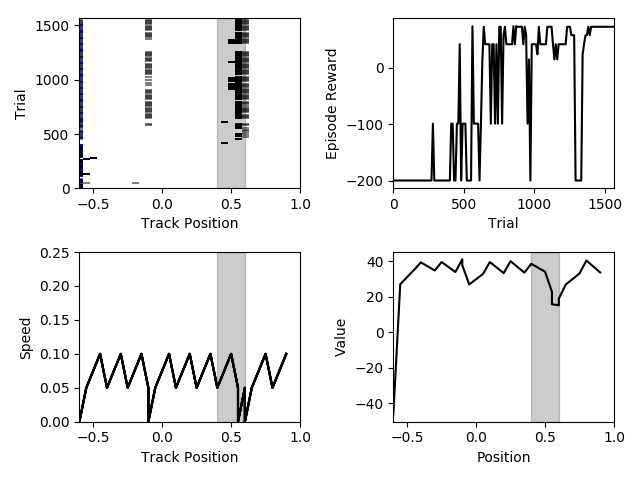 1500
1000
500
0
Trial
−0.5 0.0 0.5 1.0
Track Position
0
−100
−200
Episode Reward
0 500 1000 1500
Trial
0.25
0.20
0.15
0.10
0.05
0.00
Speed
−0.5 0.0 0.5 1.0
Track Position
40
20
0
−20
−40
Value
−0.5 0.0 0.5 1.0
Position